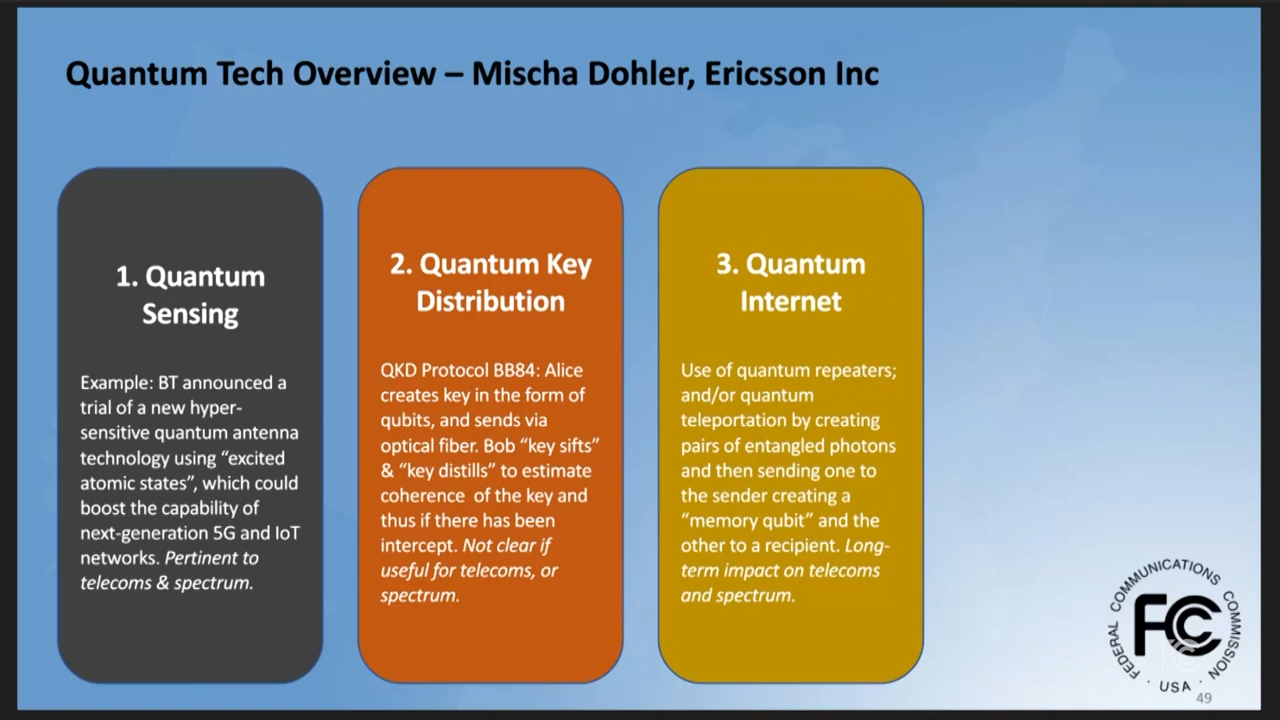 Quantum Tech Overview – Mischa Dohler, Ericsson Inc
1. Quantum
Sensing
Example: BT announced a
trial of a new hyper-
sensitive quantum antenna
technology using “excited
atomic states”, which could
boost the capability of
next-generation 5G and IoT
networks. Pertinent to
telecoms & spectrum.
2. Quantum Key
Distribution
QKD Protocol BB84: Alice
creates key in the form of
qubits, and sends via
optical fiber. Bob “key sifts”
& “key distills” to estimate
coherence  of the key and
thus if there has been
intercept. Not clear if
useful for telecoms, or
spectrum.
3. Quantum
Internet
Use of quantum repeaters;
and/or quantum
teleportation by creating
pairs of entangled photons
and then sending one to
the sender creating a
“memory qubit” and the
other to a recipient. Long-
term impact on telecoms
and spectrum.
FEDERAL COMMUNICATIONS COMMISSION
FCC
· USA ·
49